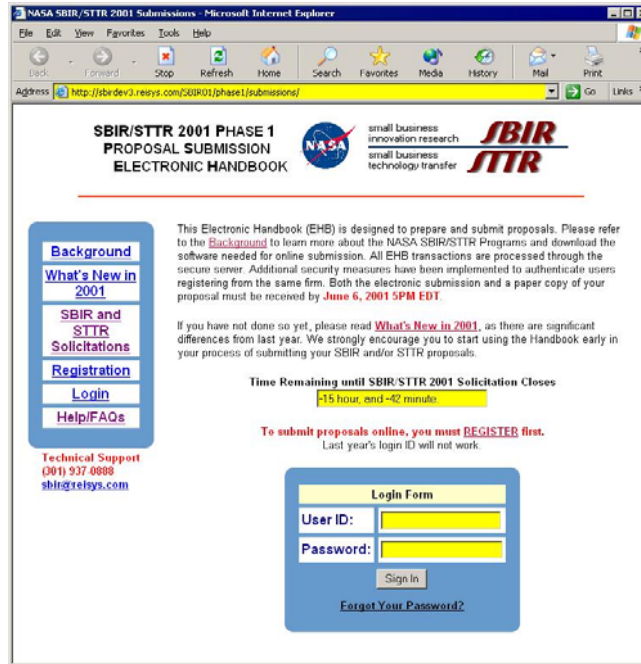 NASA SBIR/STTR 2001 Submissions - Microsoft Internet Explorer
File Edit View Favorites Tools Help
Back Forward Stop Refresh Home Search Favorites Media History Mail Print
Address http://sbirdev3.reisys.com/SBIR01/phase1/submissions/ Go Links
SBIR/STTR 2001 PHASE 1
PROPOSAL SUBMISSION
ELECTRONIC HANDBOOK
NASA
small business
innovation research
SBIR
small business
technology transfer
STTR
Background
What's New in
2001
SBIR and
STTR
Solicitations
Registration
Login
Help/FAQs
Technical Support
(301) 937-0888
sbir@reisys.com
This Electronic Handbook (EHB) is designed to prepare and submit proposals. Please refer
to the Background to learn more about the NASA SBIR/STTR Programs and download the
software needed for online submission. All EHB transactions are processed through the
secure server. Additional security measures have been implemented to authenticate users
registering from the same firm. Both the electronic submission and a paper copy of your
proposal must be received by June 6, 2001 5PM EDT.
If you have not done so yet, please read What's New in 2001, as there are significant
differences from last year. We strongly encourage you to start using the Handbook early in
your process of submitting your SBIR and/or STTR proposals.
Time Remaining until SBIR/STTR 2001 Solicitation Closes
-15 hour, and -42 minute.
To submit proposals online, you must REGISTER first.
Last year's login ID will not work.
Login Form
User ID:
Password:
Sign In
Forgot Your Password?